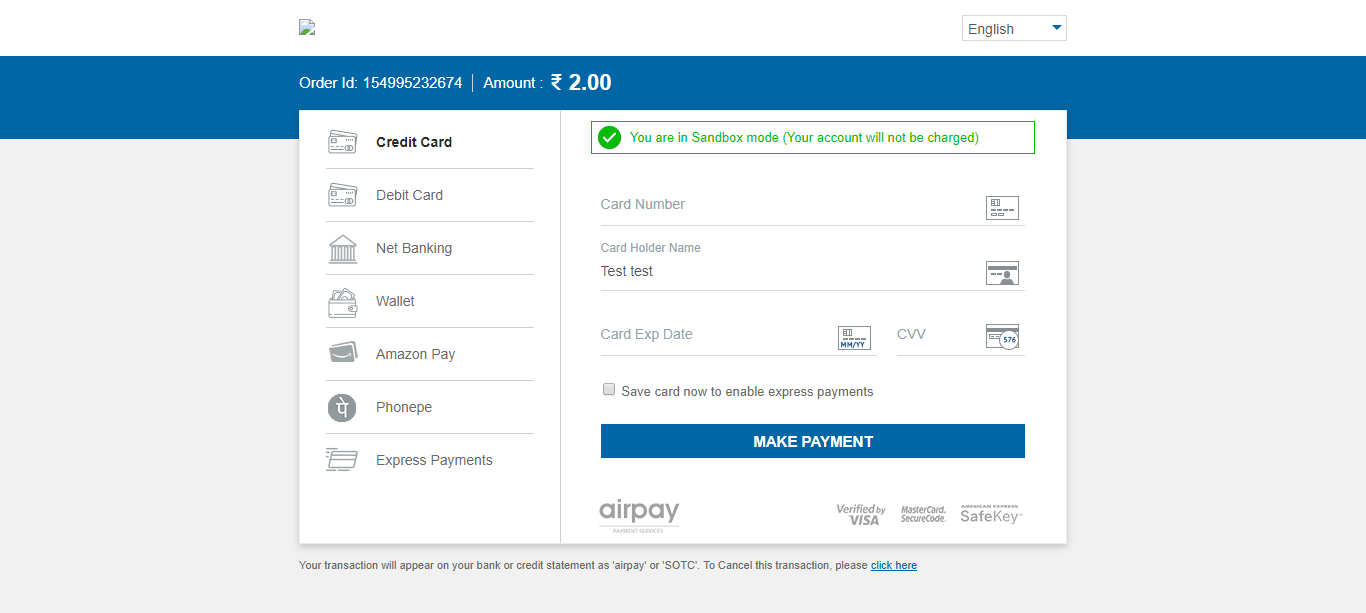 English
Order Id: 154995232674 | Amount : ₹ 2.00
Credit Card
Debit Card
Net Banking
Wallet
Amazon Pay
पे Phonepe
Express Payments
You are in Sandbox mode (Your account will not be charged)
Card Number
Card Holder Name
Test test
Card Exp Date
MM/YY
CVV
576
Save card now to enable express payments
MAKE PAYMENT
airpay
PAYMENT SERVICES
Verified by
VISA
MasterCard.
SecureCode.
AMERICAN EXPRESS
SafeKey
Your transaction will appear on your bank or credit statement as 'airpay' or 'SOTC'. To Cancel this transaction, please click here